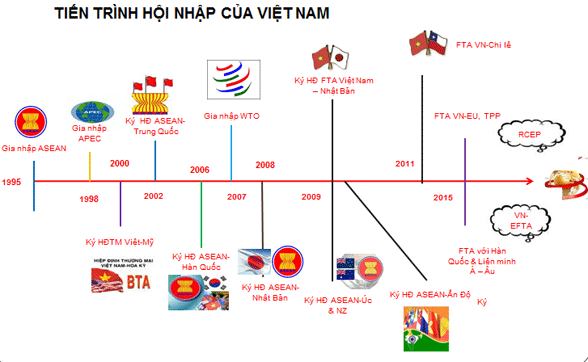 TIẾN TRÌNH HỘI NHẬP CỦA VIỆT NAM
FTA VN-Chi lê
Ký HĐ FTA Việt Nam
– Nhật Bản
Gia nhập
APEC
Ký HĐ ASEAN-
Trung Quốc
Gia nhập WTO
FTA VN-EU, TPP
RCEP
Gia nhập ASEAN
1995
1998
2000
2002
2006
2007
2008
2009
2011
2015
VN-
EFTA
Ký HĐTM Việt-Mỹ
HIỆP ĐỊNH THƯƠNG MẠI
VIỆT NAM-HOA KỲ
BTA
Ký HĐ ASEAN-
Hàn Quốc
Ký HĐ ASEAN-
Nhật Bản
Ký HĐ ASEAN-Úc
& NZ
Ký HĐ ASEAN-Ấn Độ
Ký
FTA với Hàn
Quốc & Liên minh
Á – Âu